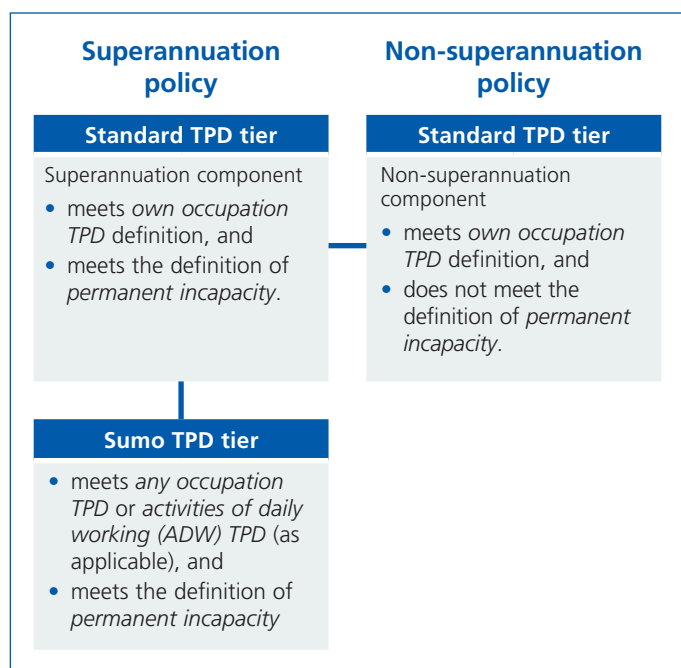 Superannuation
policy
Standard TPD tier
Superannuation component
• meets own occupation
TPD definition, and
• meets the definition of
permanent incapacity.
Non-superannuation
policy
Standard TPD tier
Non-superannuation
component
• meets own occupation
TPD definition, and
• does not meet the
definition of permanent
incapacity.
Sumo TPD tier
• meets any occupation
TPD or activities of daily
working (ADW) TPD (as
applicable), and
• meets the definition of
permanent incapacity